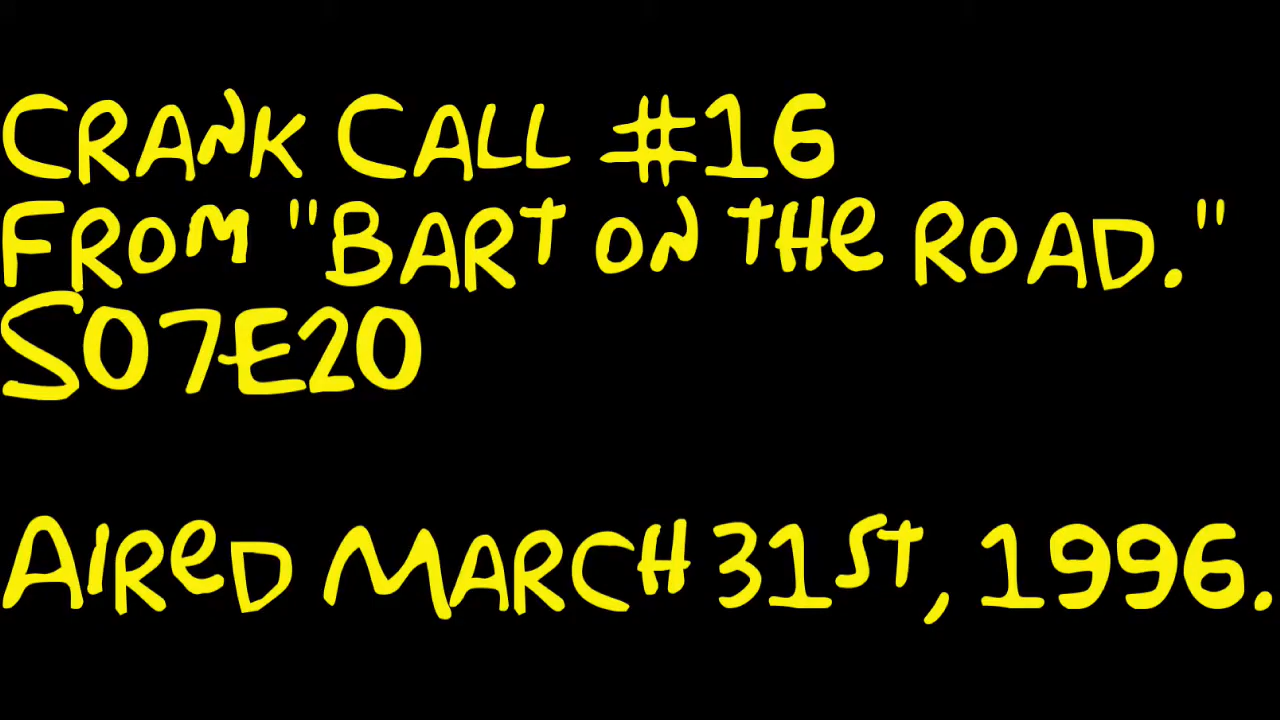 CRANK CALL #16
FROM "BART ON THE ROAD."
S07E20
AIRED MARCH 31ST, 1996.